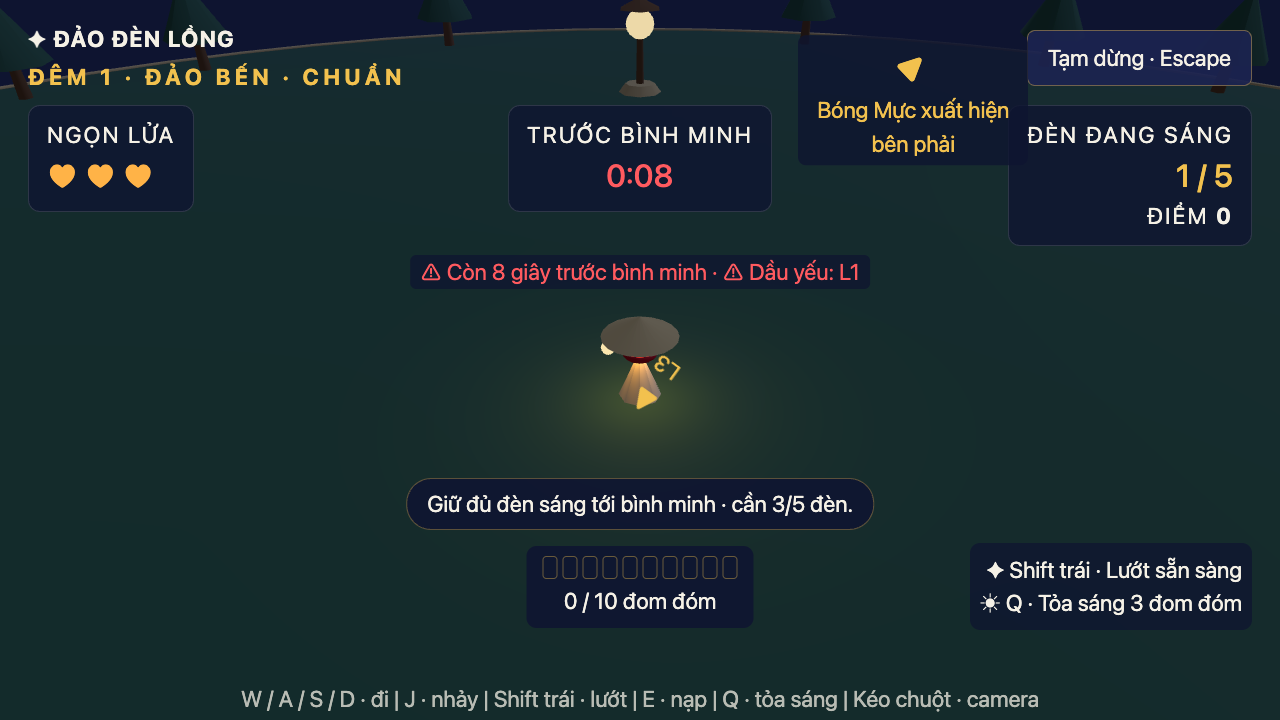 ✦ ĐẢO ĐÈN LỒNG
ĐÊM 1 · ĐẢO BẾN · CHUẨN
Tạm dừng · Escape
Bóng Mực xuất hiện
bên phải
NGỌN LỬA
TRƯỚC BÌNH MINH
0:08
ĐÈN ĐANG SÁNG
1 / 5
ĐIỂM 0
⚠ Còn 8 giây trước bình minh · ⚠ Dầu yếu: L1
L3
Giữ đủ đèn sáng tới bình minh · cần 3/5 đèn.
0 / 10 đom đóm
✦ Shift trái · Lướt sẵn sàng
☀ Q · Tỏa sáng 3 đom đóm
W / A / S / D · đi | J · nhảy | Shift trái · lướt | E · nạp | Q · tỏa sáng | Kéo chuột · camera